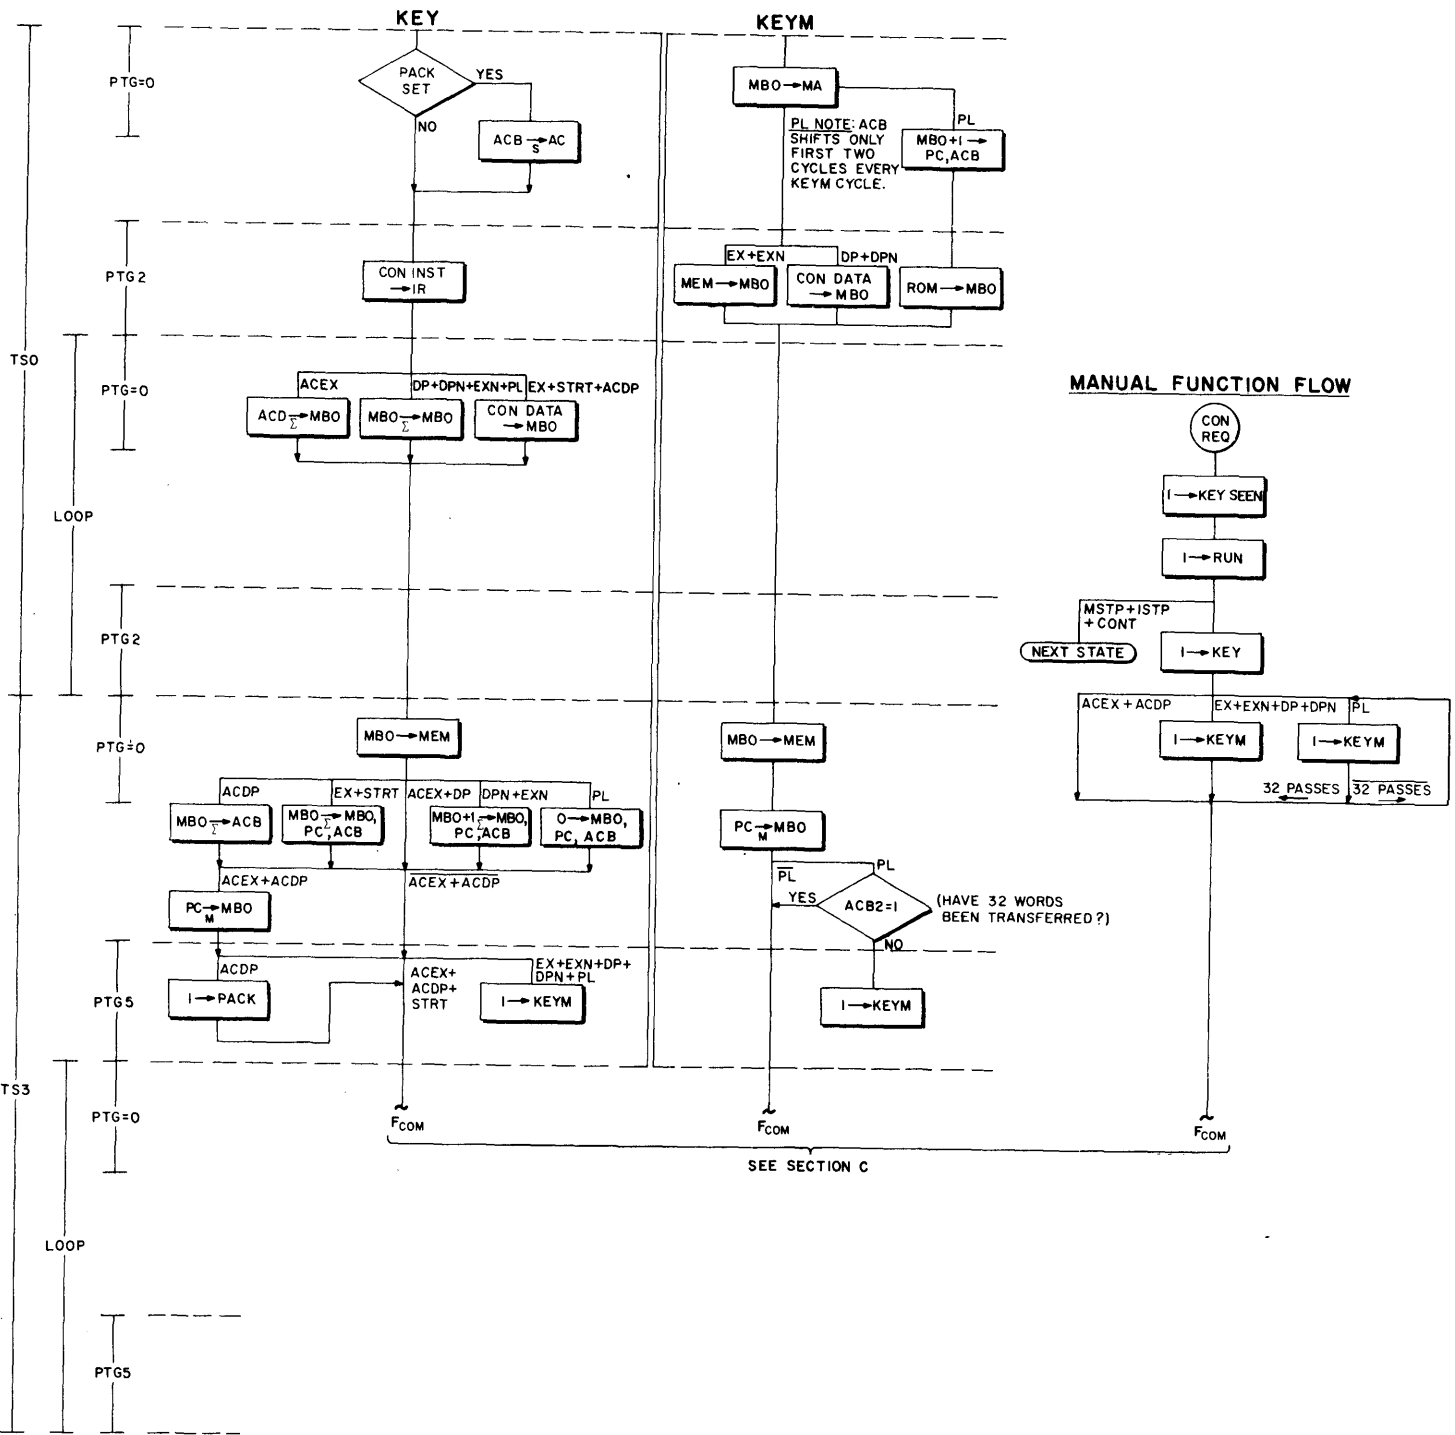 KEY
KEYM
PTG=0
PACK
SET
YES
NO
ACB → AC
S
MBO → MA
PL NOTE: ACB
SHIFTS ONLY
FIRST TWO
CYCLES EVERY
KEYM CYCLE.
PL
MBO+1 →
PC, ACB
PTG2
CON INST
→ IR
EX+EXN
MEM → MBO
DP+DPN
CON DATA
→ MBO
ROM → MBO
TS0
LOOP
PTG=0
ACEX
ACD → MBO
Σ
DP+DPN+EXN+PL
MBO → MBO
Σ
EX+STRT+ACDP
CON DATA
→ MBO
MANUAL FUNCTION FLOW
CON
REQ
1 → KEY SEEN
1 → RUN
PTG2
MSTP+ISTP
+ CONT
NEXT STATE
1 → KEY
ACEX + ACDP
EX+EXN+DP+DPN
PL
1 → KEYM
1 → KEYM
32 PASSES
32 PASSES
PTG=0
MBO → MEM
MBO → MEM
ACDP
MBO → ACB
Σ
EX+STRT
MBO → MBO,
Σ
PC, ACB
ACEX+DP
DPN+EXN
MBO+1 → MBO,
Σ
PC, ACB
PL
0 → MBO,
PC, ACB
PC → MBO
M
ACEX+ACDP
ACEX+ACDP
PC → MBO
M
PL
PL
YES
ACB2=1
(HAVE 32 WORDS
BEEN TRANSFERRED?)
NO
PTG5
ACDP
1 → PACK
ACEX+
ACDP+
STRT
EX+EXN+DP+
DPN+PL
1 → KEYM
1 → KEYM
TS3
LOOP
PTG=0
FCOM
FCOM
FCOM
SEE SECTION C
PTG5